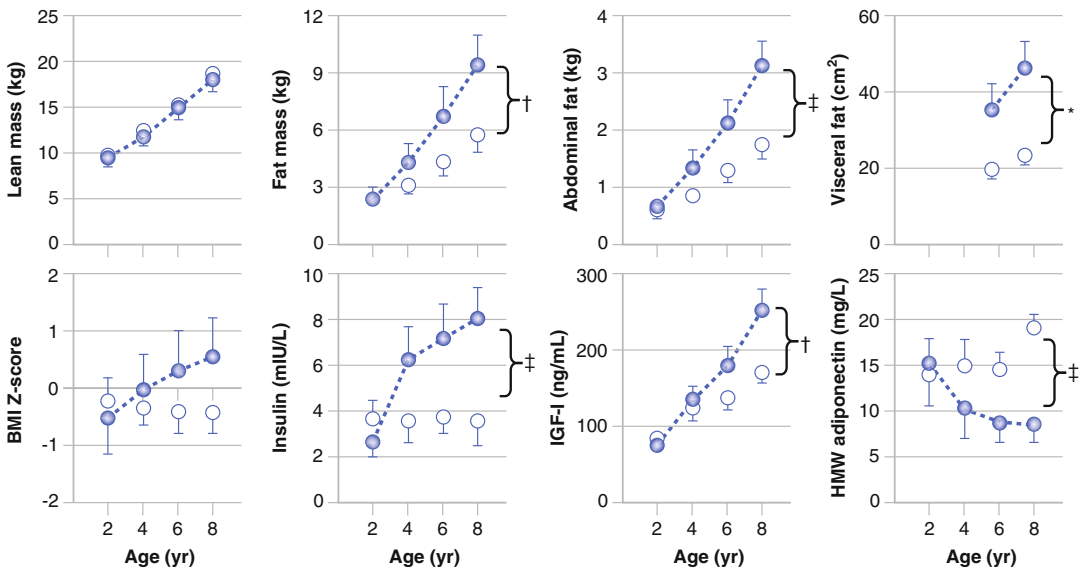 Lean mass (kg)
25
20
15
10
5
0
Fat mass (kg)
12
9
6
3
0
†
Abdominal fat (kg)
4
3
2
1
0
‡
Visceral fat (cm²)
60
40
20
0
*
BMI Z-score
2
1
0
-1
-2
2 4 6 8
Age (yr)
Insulin (mIU/L)
10
8
6
4
2
0
‡
2 4 6 8
Age (yr)
IGF-I (ng/mL)
300
200
100
0
†
2 4 6 8
Age (yr)
HMW adiponectin (mg/L)
25
20
15
10
5
0
‡
2 4 6 8
Age (yr)